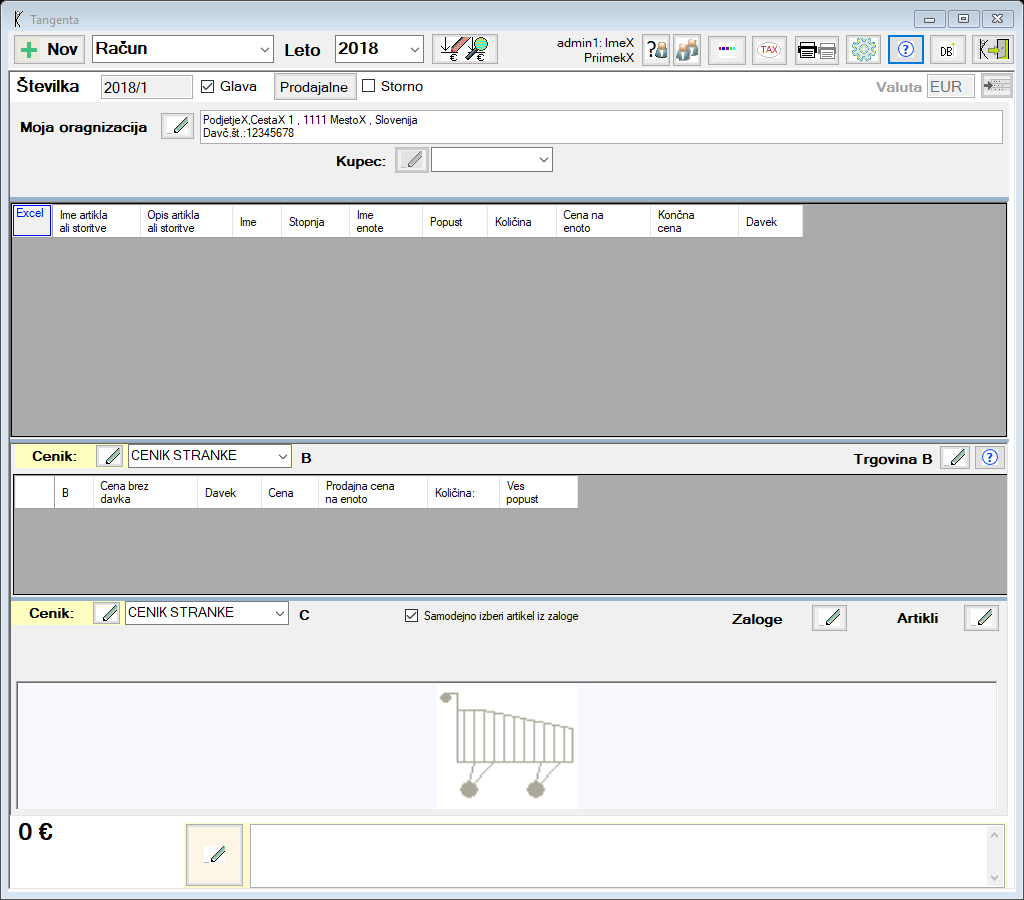 Tangenta
Nov Račun Leto 2018 admin1: ImeX PriimekX TAX DB
Številka 2018/1 Glava Prodajalne Storno Valuta EUR
Moja oragnizacija PodjetjeX,CestaX 1 , 1111 MestoX , Slovenija
Davč.št.:12345678
Kupec:
Excel Ime artikla ali storitve Opis artikla ali storitve Ime Stopnja Ime enote Popust Količina Cena na enoto Končna cena Davek
Cenik: CENIK STRANKE B Trgovina B
B Cena brez davka Davek Cena Prodajna cena na enoto Količina: Ves popust
Cenik: CENIK STRANKE C Samodejno izberi artikel iz zaloge Zaloge Artikli
0 €